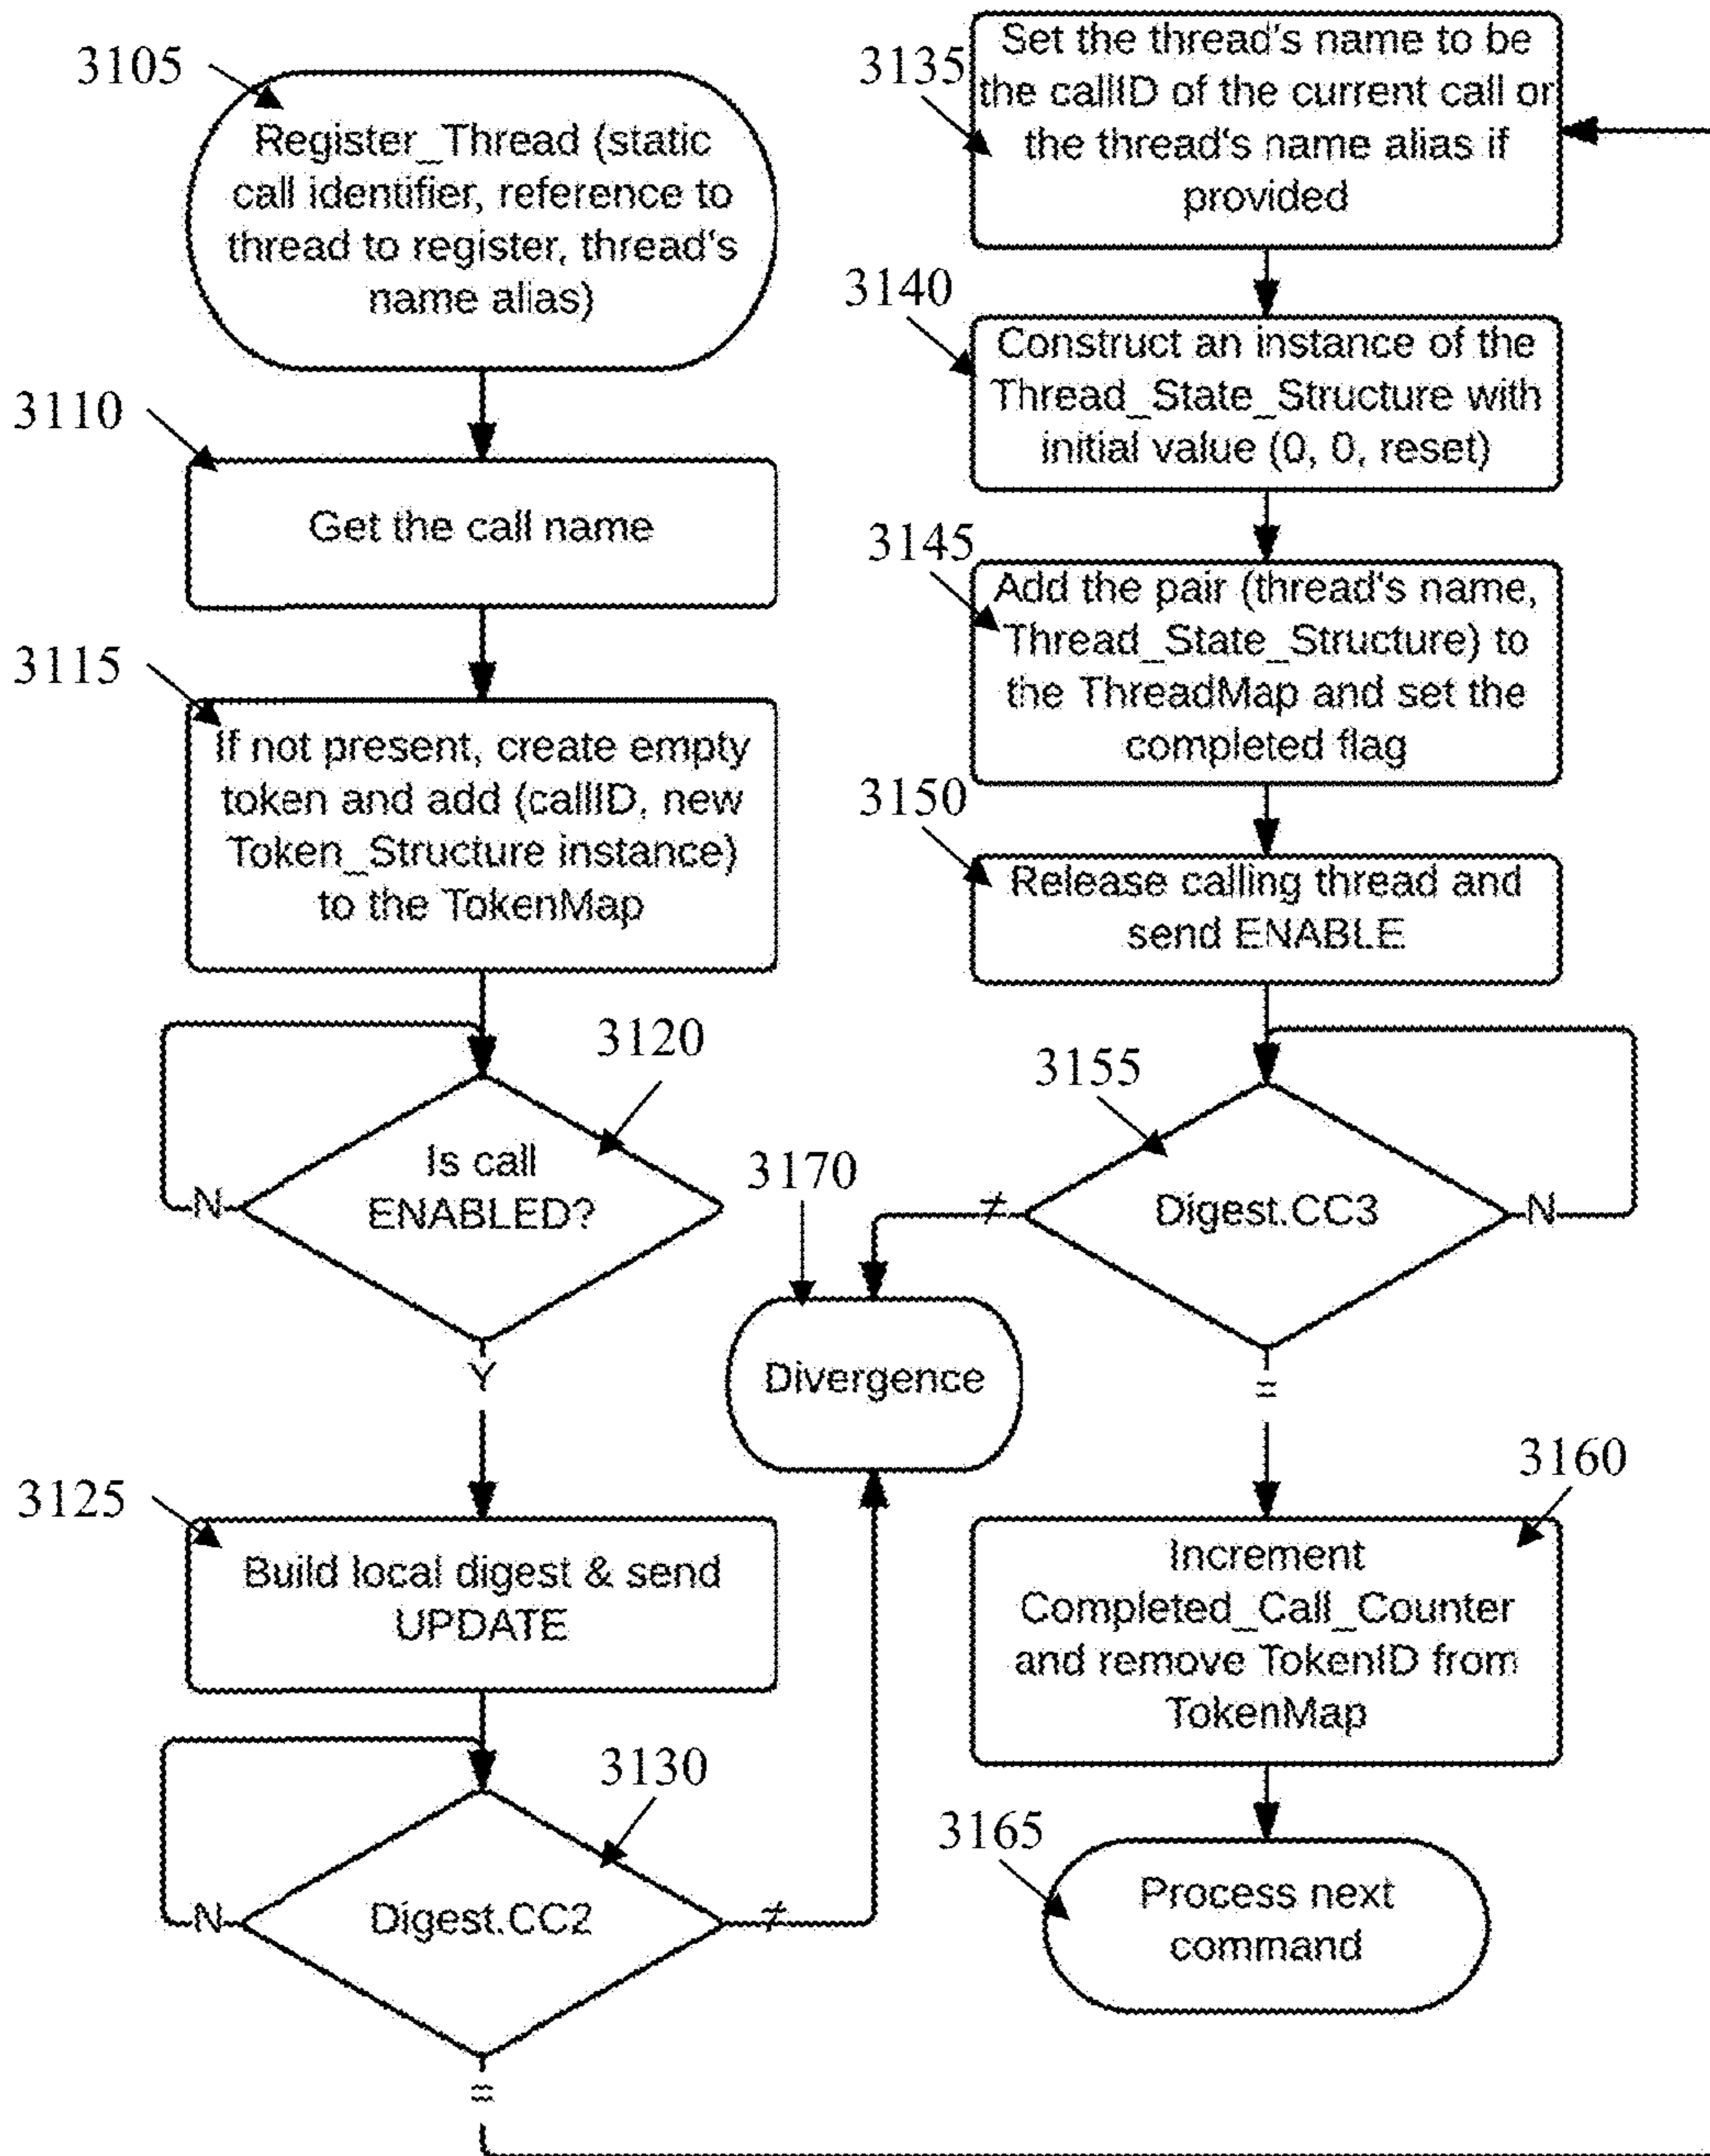 3105
Register_Thread (static
call identifier, reference to
thread to register, thread's
name alias)
3110
Get the call name
3115
If not present, create empty
token and add (callID, new
Token_Structure instance)
to the TokenMap
3120
Is call
ENABLED?
N
Y
3125
Build local digest & send
UPDATE
3130
Digest.CC2
N
≠
=
3135
Set the thread's name to be
the callID of the current call or
the thread's name alias if
provided
3140
Construct an instance of the
Thread_State_Structure with
initial value (0, 0, reset)
3145
Add the pair (thread's name,
Thread_State_Structure) to
the ThreadMap and set the
completed flag
3150
Release calling thread and
send ENABLE
3155
Digest.CC3
≠
N
=
3170
Divergence
3160
Increment
Completed_Call_Counter
and remove TokenID from
TokenMap
3165
Process next
command